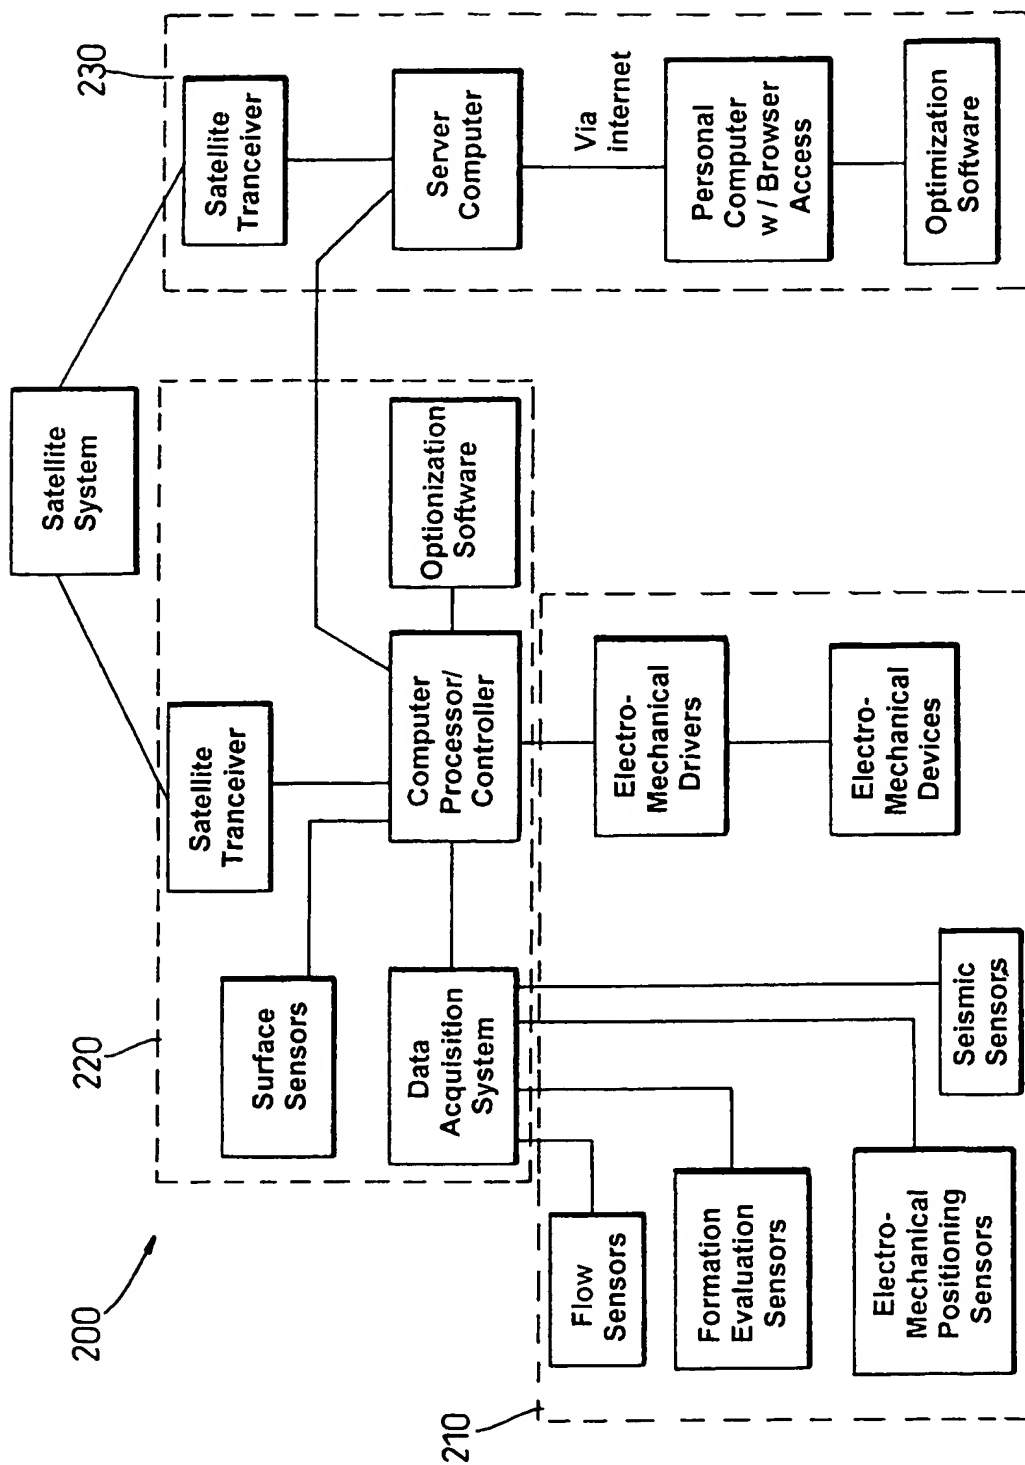 200
Satellite
System
220
Surface
Sensors
Satellite
Tranceiver
Data
Acquisition
System
Computer
Processor/
Controller
Optionization
Software
210
Flow
Sensors
Formation
Evaluation
Sensors
Electro-
Mechanical
Positioning
Sensors
Seismic
Sensors
Electro-
Mechanical
Drivers
Electro-
Mechanical
Devices
230
Satellite
Tranceiver
Server
Computer
Via
internet
Personal
Computer
w/ Browser
Access
Optimization
Software